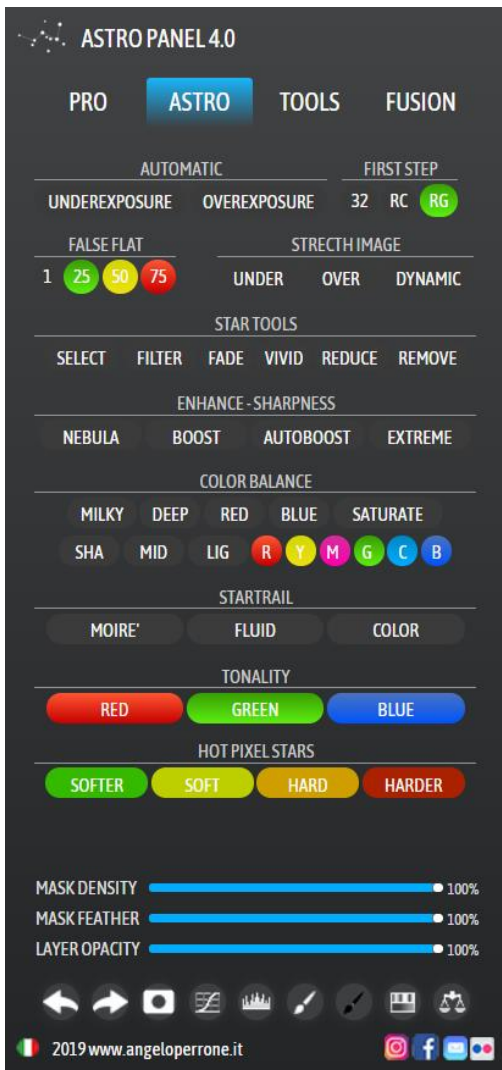 ASTRO PANEL 4.0
PRO ASTRO TOOLS FUSION
AUTOMATIC FIRST STEP
UNDEREXPOSURE OVEREXPOSURE 32 RC RG
FALSE FLAT STRECTH IMAGE
1 25 50 75 UNDER OVER DYNAMIC
STAR TOOLS
SELECT FILTER FADE VIVID REDUCE REMOVE
ENHANCE - SHARPNESS
NEBULA BOOST AUTOBOOST EXTREME
COLOR BALANCE
MILKY DEEP RED BLUE SATURATE
SHA MID LIG R Y M G C B
STARTRAIL
MOIRE' FLUID COLOR
TONALITY
RED GREEN BLUE
HOT PIXEL STARS
SOFTER SOFT HARD HARDER
MASK DENSITY 100%
MASK FEATHER 100%
LAYER OPACITY 100%
2019 www.angeloperrone.it